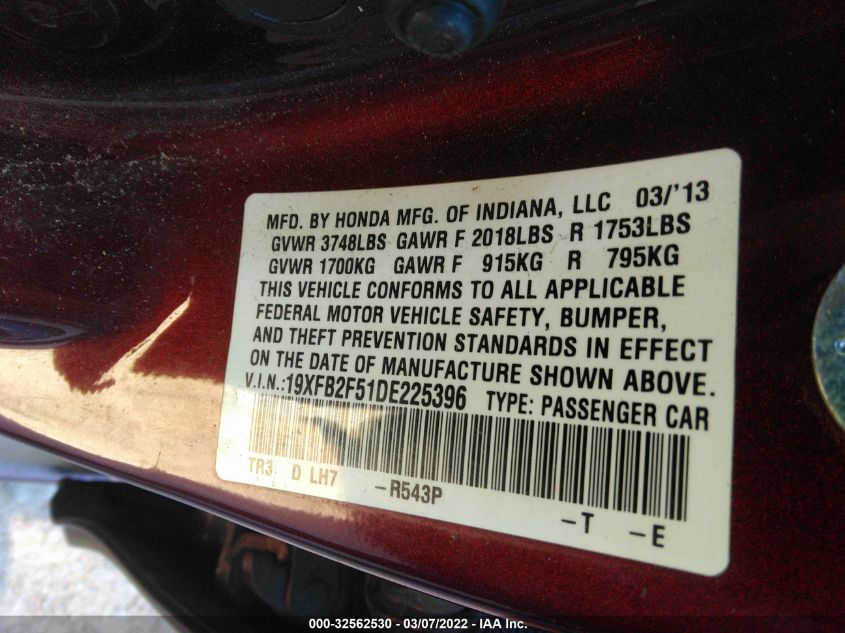 MFD. BY HONDA MFG. OF INDIANA, LLC 03/'13
GVWR 3748LBS GAWR F 2018LBS R 1753LBS
GVWR 1700KG GAWR F 915KG R 795KG
THIS VEHICLE CONFORMS TO ALL APPLICABLE
FEDERAL MOTOR VEHICLE SAFETY, BUMPER,
AND THEFT PREVENTION STANDARDS IN EFFECT
ON THE DATE OF MANUFACTURE SHOWN ABOVE.
V.I.N.:19XFB2F51DE225396 TYPE: PASSENGER CAR
TR3 D LH7 -R543P -T -E
000-32562530 - 03/07/2022 - IAA Inc.